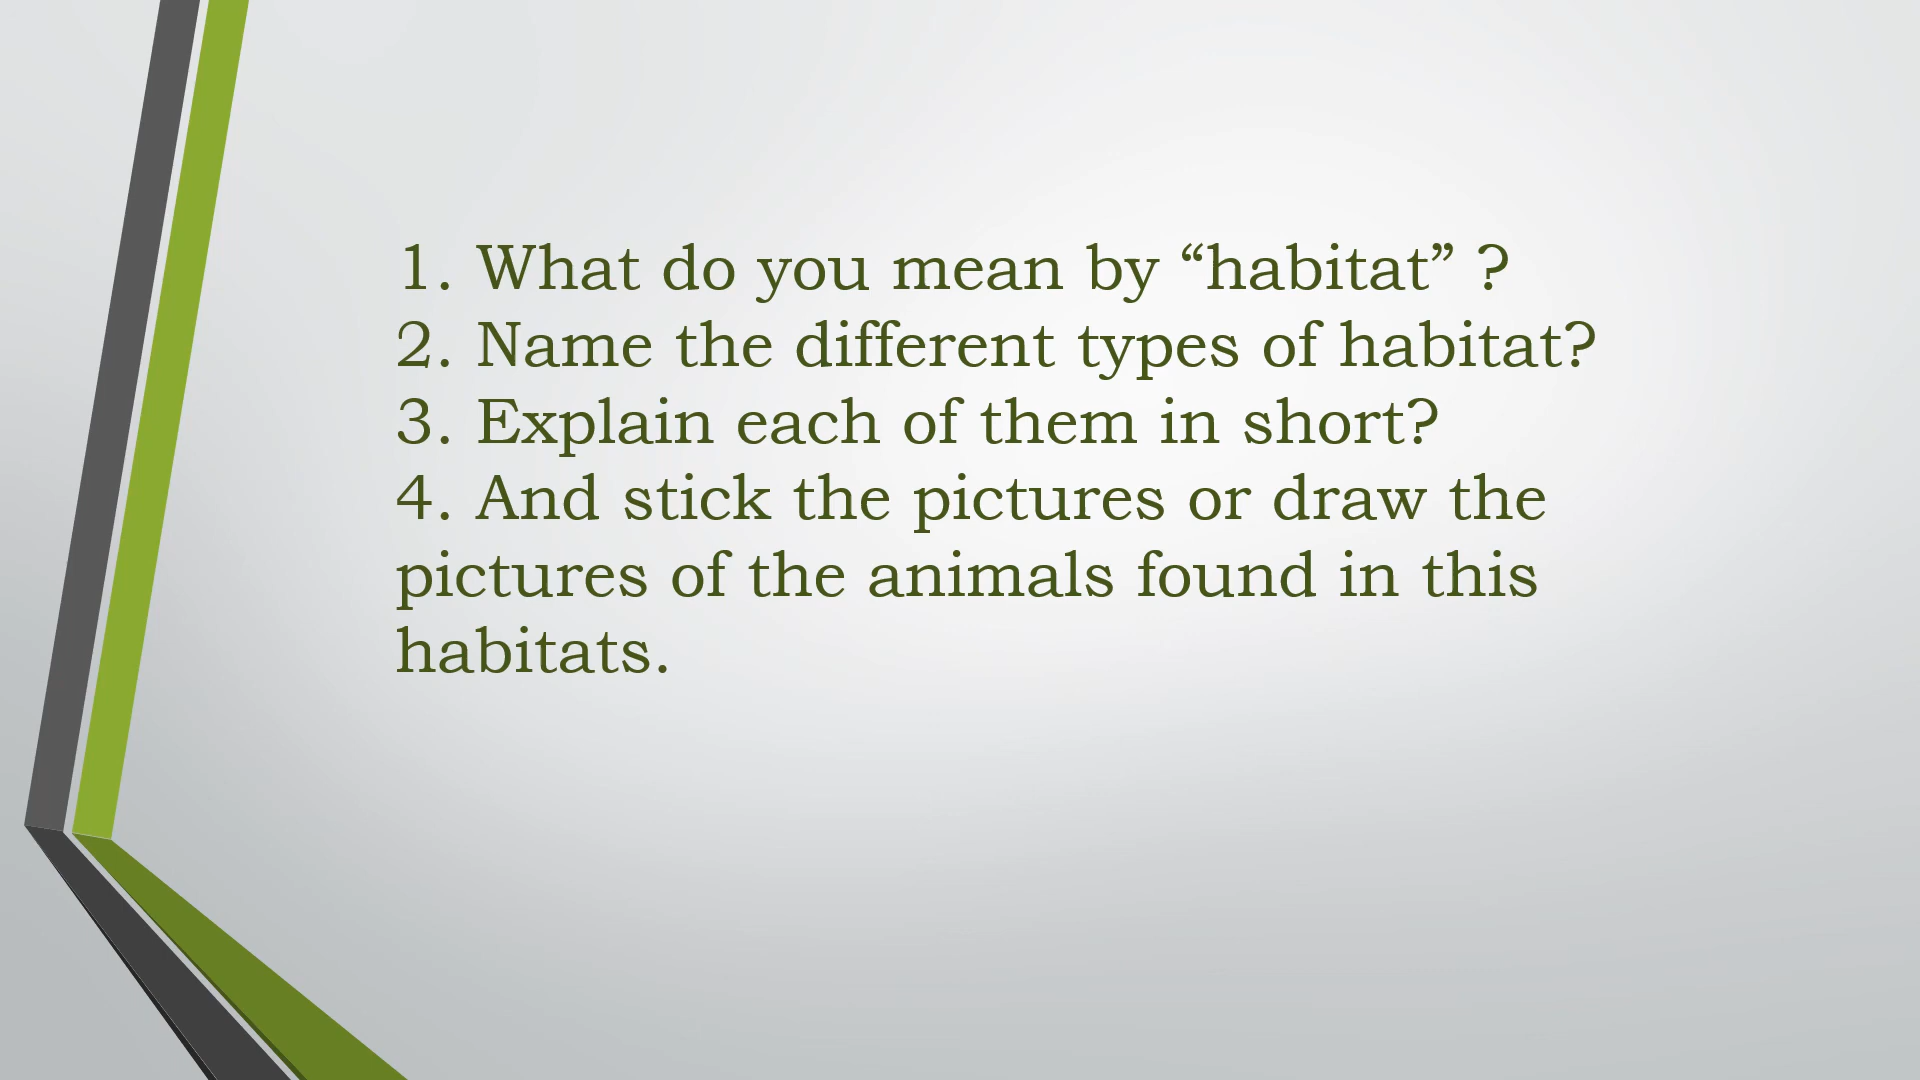 1. What do you mean by “habitat” ?
2. Name the different types of habitat?
3. Explain each of them in short?
4. And stick the pictures or draw the
pictures of the animals found in this
habitats.